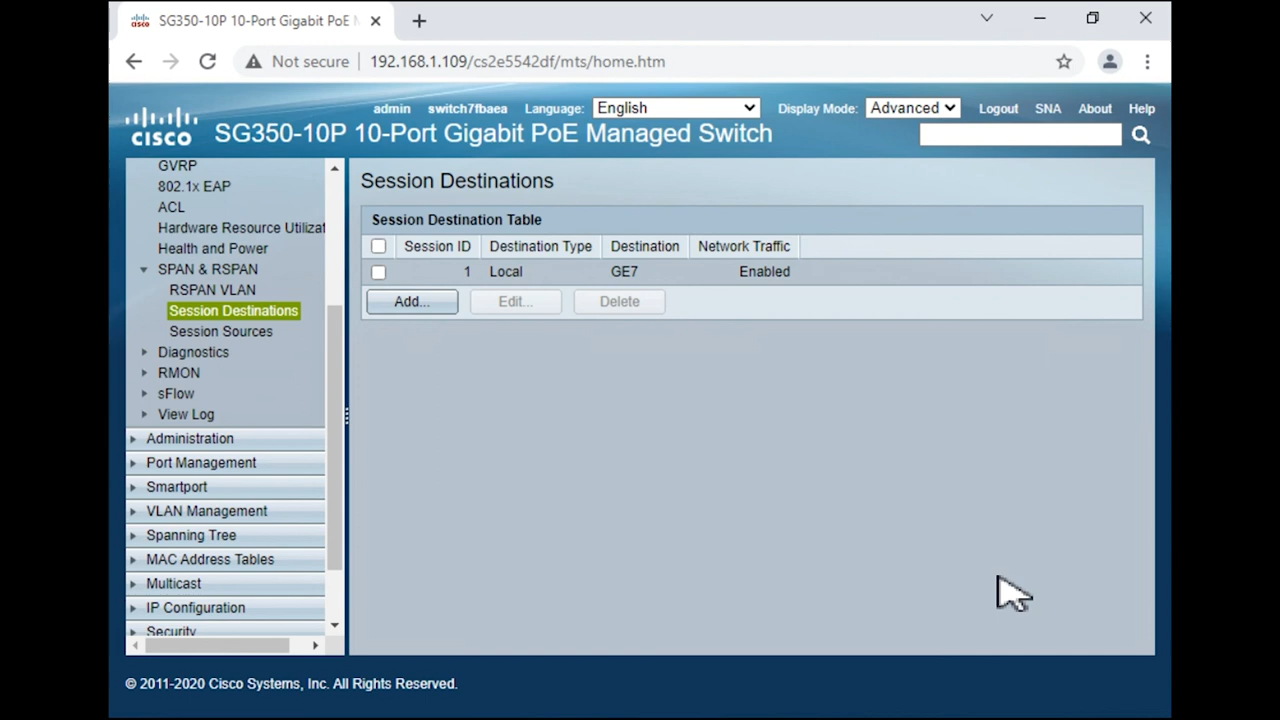 SG350-10P 10-Port Gigabit PoE M
Not secure
192.168.1.109/cs2e5542df/mts/home.htm
admin switch7fbaea Language: English Display Mode: Advanced Logout SNA About Help
CISCO
SG350-10P 10-Port Gigabit PoE Managed Switch
GVRP
802.1x EAP
ACL
Hardware Resource Utilizat
Health and Power
SPAN & RSPAN
RSPAN VLAN
Session Destinations
Session Sources
Diagnostics
RMON
sFlow
View Log
Administration
Port Management
Smartport
VLAN Management
Spanning Tree
MAC Address Tables
Multicast
IP Configuration
Security
Session Destinations
Session Destination Table
Session ID Destination Type Destination Network Traffic
1 Local GE7 Enabled
Add... Edit... Delete
© 2011-2020 Cisco Systems, Inc. All Rights Reserved.